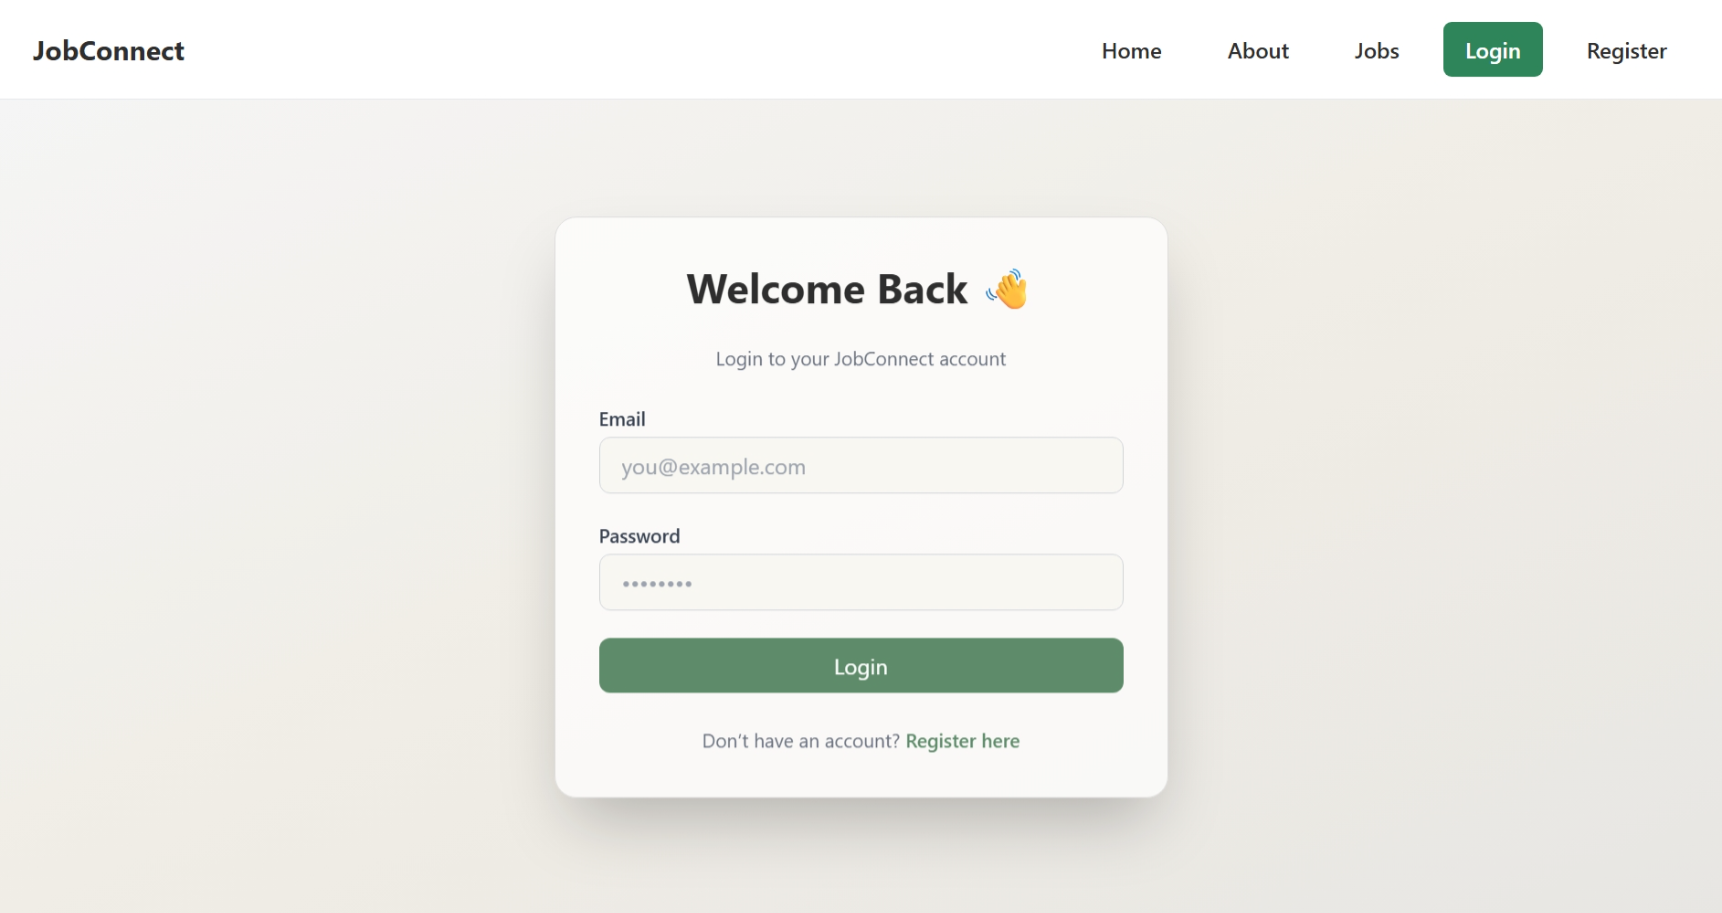 JobConnect
Home About Jobs Login Register
Welcome Back 👋
Login to your JobConnect account
Email
you@example.com
Password
••••••••
Login
Don’t have an account? Register here